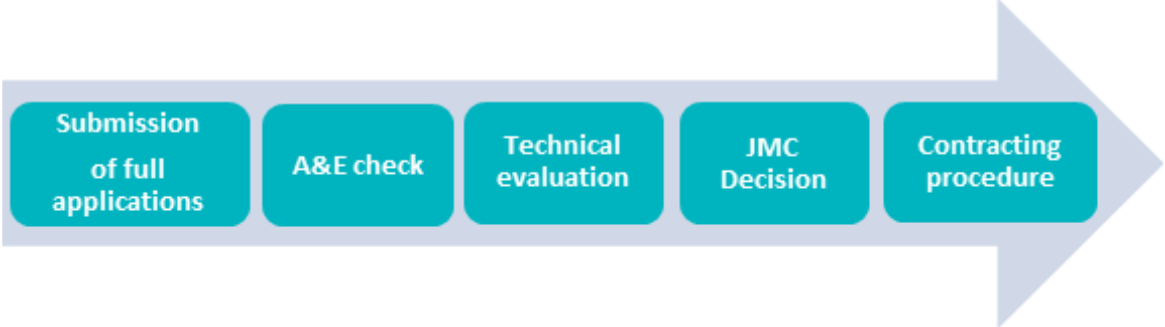 Submission
of full
applications
A&E check
Technical
evaluation
JMC
Decision
Contracting
procedure